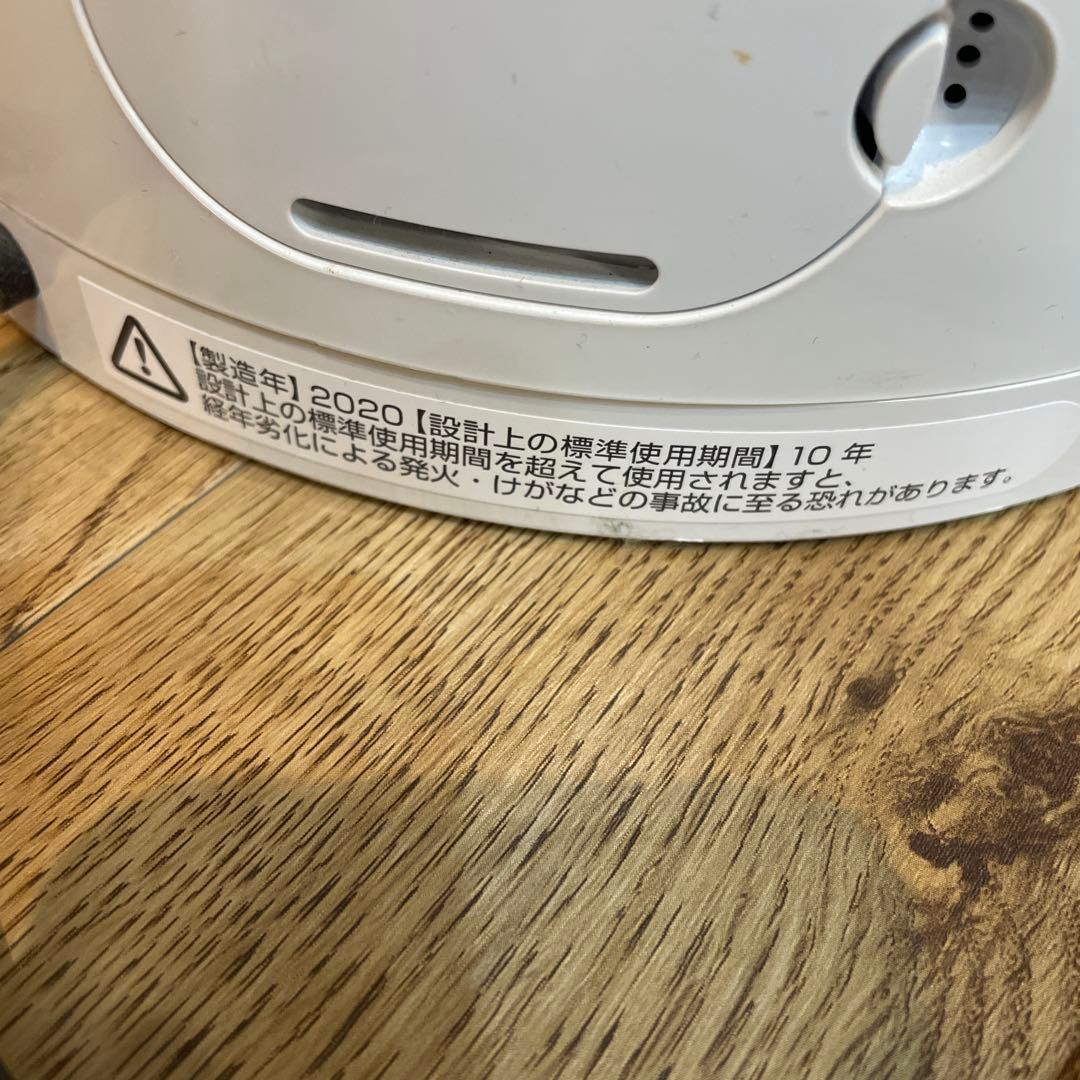 【製造年】2020【設計上の標準使用期間】10 年
設計上の標準使用期間を超えて使用されますと、
経年劣化による発火・けがなどの事故に至る恐れがあります。